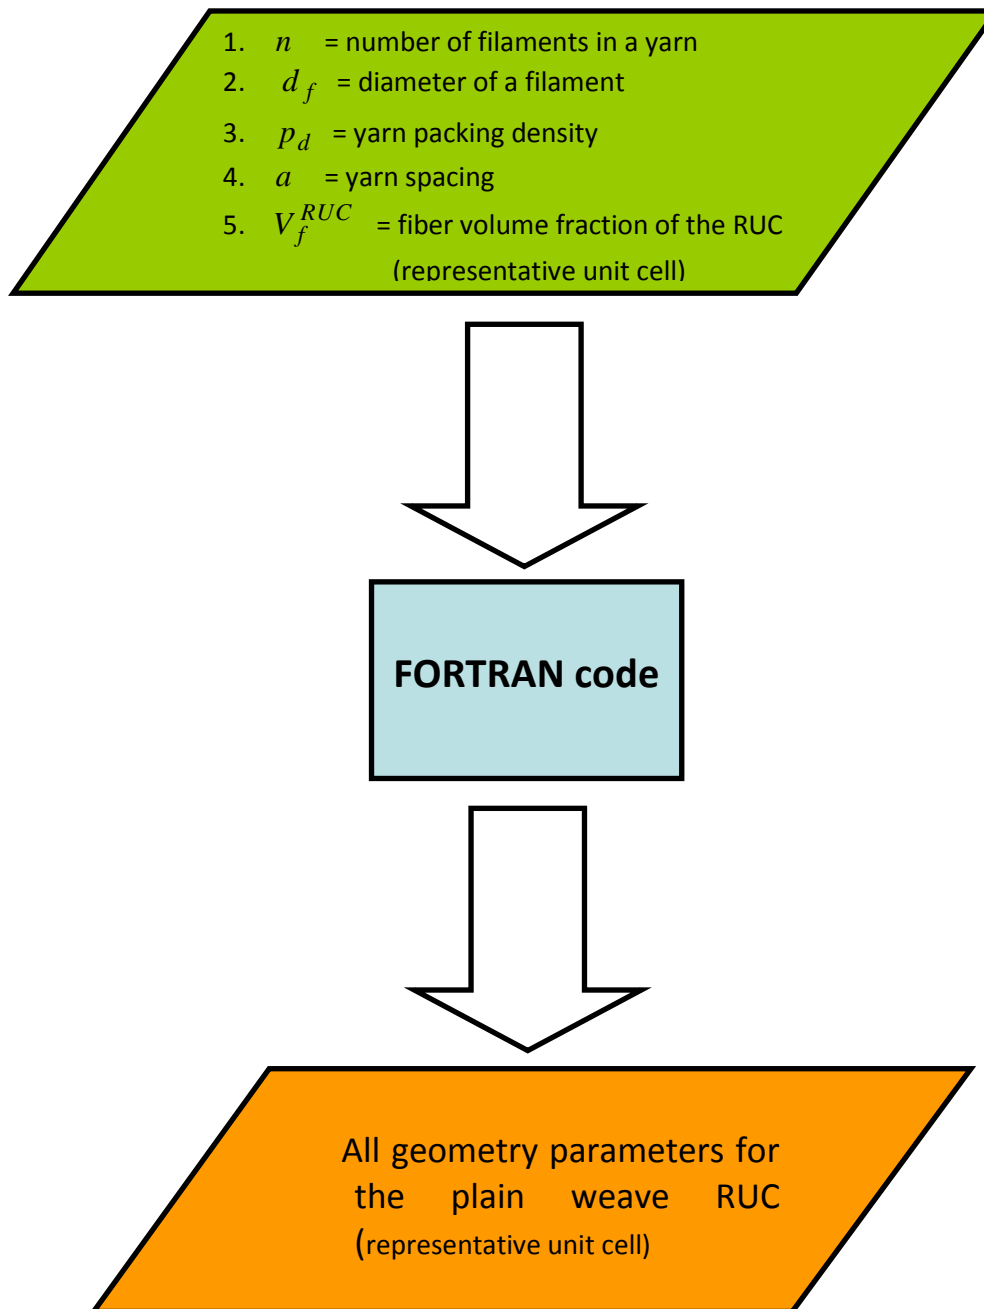 1. n = number of filaments in a yarn
2. d_f = diameter of a filament
3. p_d = yarn packing density
4. a = yarn spacing
5. V_f^{RUC} = fiber volume fraction of the RUC
(representative unit cell)
FORTRAN code
All geometry parameters for
the plain weave RUC
(representative unit cell)